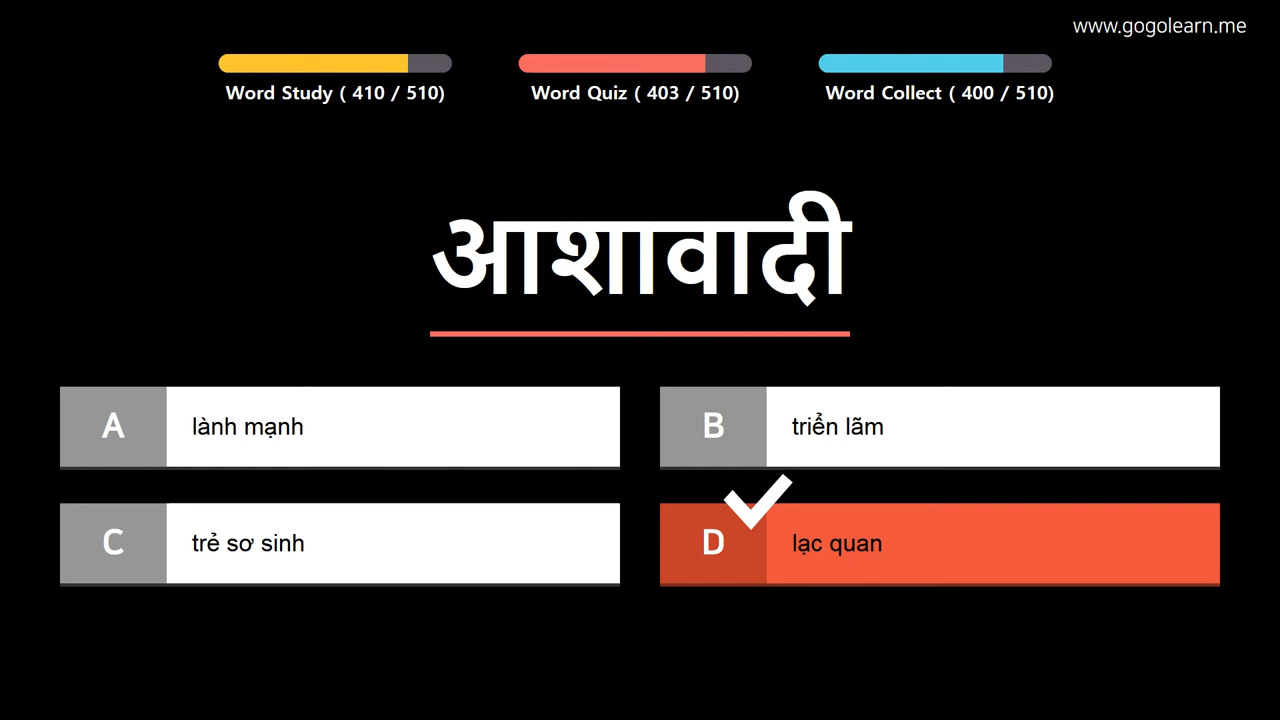 www.gogolearn.me
Word Study ( 410 / 510)
Word Quiz ( 403 / 510)
Word Collect ( 400 / 510)
आशावादी
A lành mạnh
B triển lãm
C trẻ sơ sinh
D lạc quan